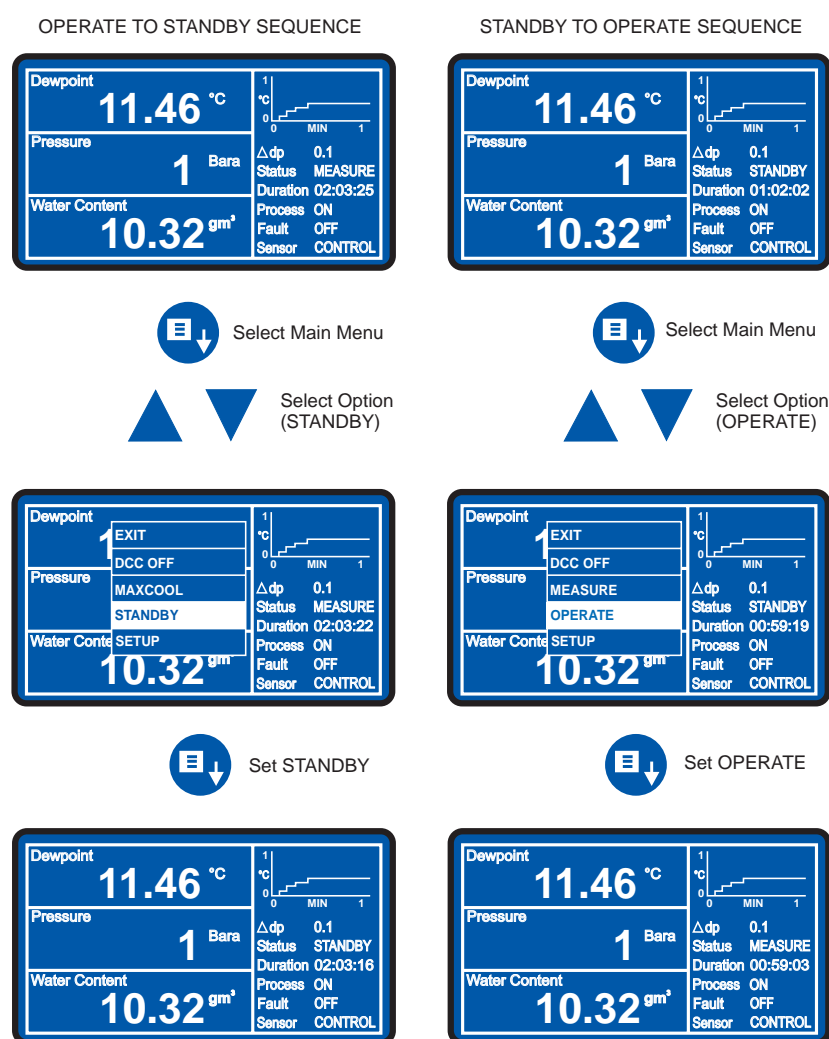 OPERATE TO STANDBY SEQUENCE
Dewpoint
11.46 °C
Pressure
1 Bara
Water Content
10.32 gm³
1
°C
0
0 MIN 1
Δdp 0.1
Status MEASURE
Duration 02:03:25
Process ON
Fault OFF
Sensor CONTROL
Select Main Menu
Select Option
(STANDBY)
Dewpoint
1
Pressure
Water Conte
10.32 gm
EXIT
DCC OFF
MAXCOOL
STANDBY
SETUP
1
°C
0
0 MIN 1
Δdp 0.1
Status MEASURE
Duration 02:03:22
Process ON
Fault OFF
Sensor CONTROL
Set STANDBY
Dewpoint
11.46 °C
Pressure
1 Bara
Water Content
10.32 gm³
1
°C
0
0 MIN 1
Δdp 0.1
Status STANDBY
Duration 02:03:16
Process ON
Fault OFF
Sensor CONTROL
STANDBY TO OPERATE SEQUENCE
Dewpoint
11.46 °C
Pressure
1 Bara
Water Content
10.32 gm³
1
°C
0
0 MIN 1
Δdp 0.1
Status STANDBY
Duration 01:02:02
Process ON
Fault OFF
Sensor CONTROL
Select Main Menu
Select Option
(OPERATE)
Dewpoint
1
Pressure
Water Conte
10.32 gm
EXIT
DCC OFF
MEASURE
OPERATE
SETUP
1
°C
0
0 MIN 1
Δdp 0.1
Status STANDBY
Duration 00:59:19
Process ON
Fault OFF
Sensor CONTROL
Set OPERATE
Dewpoint
11.46 °C
Pressure
1 Bara
Water Content
10.32 gm³
1
°C
0
0 MIN 1
Δdp 0.1
Status MEASURE
Duration 00:59:03
Process ON
Fault OFF
Sensor CONTROL